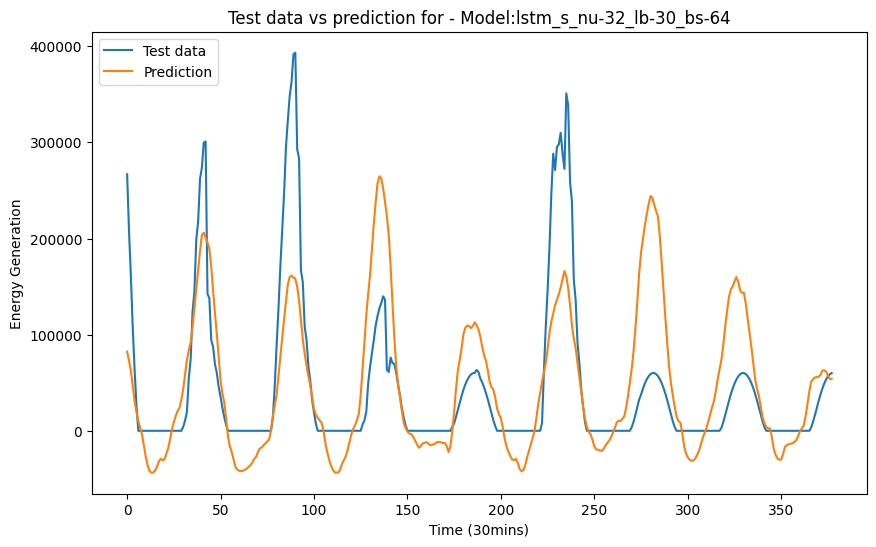 Test data vs prediction for - Model:lstm_s_nu-32_lb-30_bs-64
Test data
Prediction
400000
300000
200000
100000
0
Energy Generation
0 50 100 150 200 250 300 350
Time (30mins)